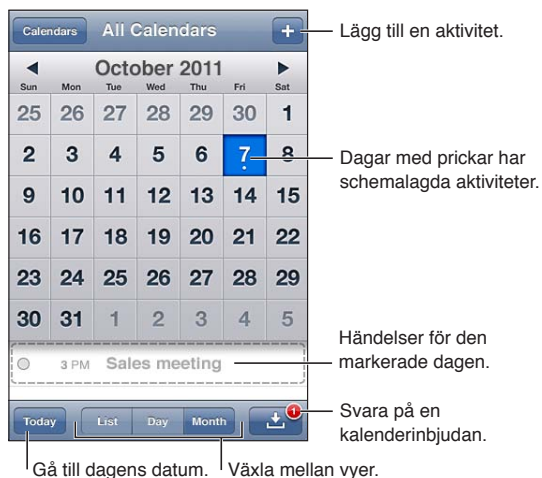 Calendars All Calendars +
Lägg till en aktivitet.
October 2011
Sun Mon Tue Wed Thu Fri Sat
25 26 27 28 29 30 1
2 3 4 5 6 7 8
Dagar med prickar har
schemalagda aktiviteter.
9 10 11 12 13 14 15
16 17 18 19 20 21 22
23 24 25 26 27 28 29
30 31 1 2 3 4 5
Händelser för den
markerade dagen.
3 PM Sales meeting
Today List Day Month 1
Svara på en
kalenderinbjudan.
Gå till dagens datum. Växla mellan vyer.